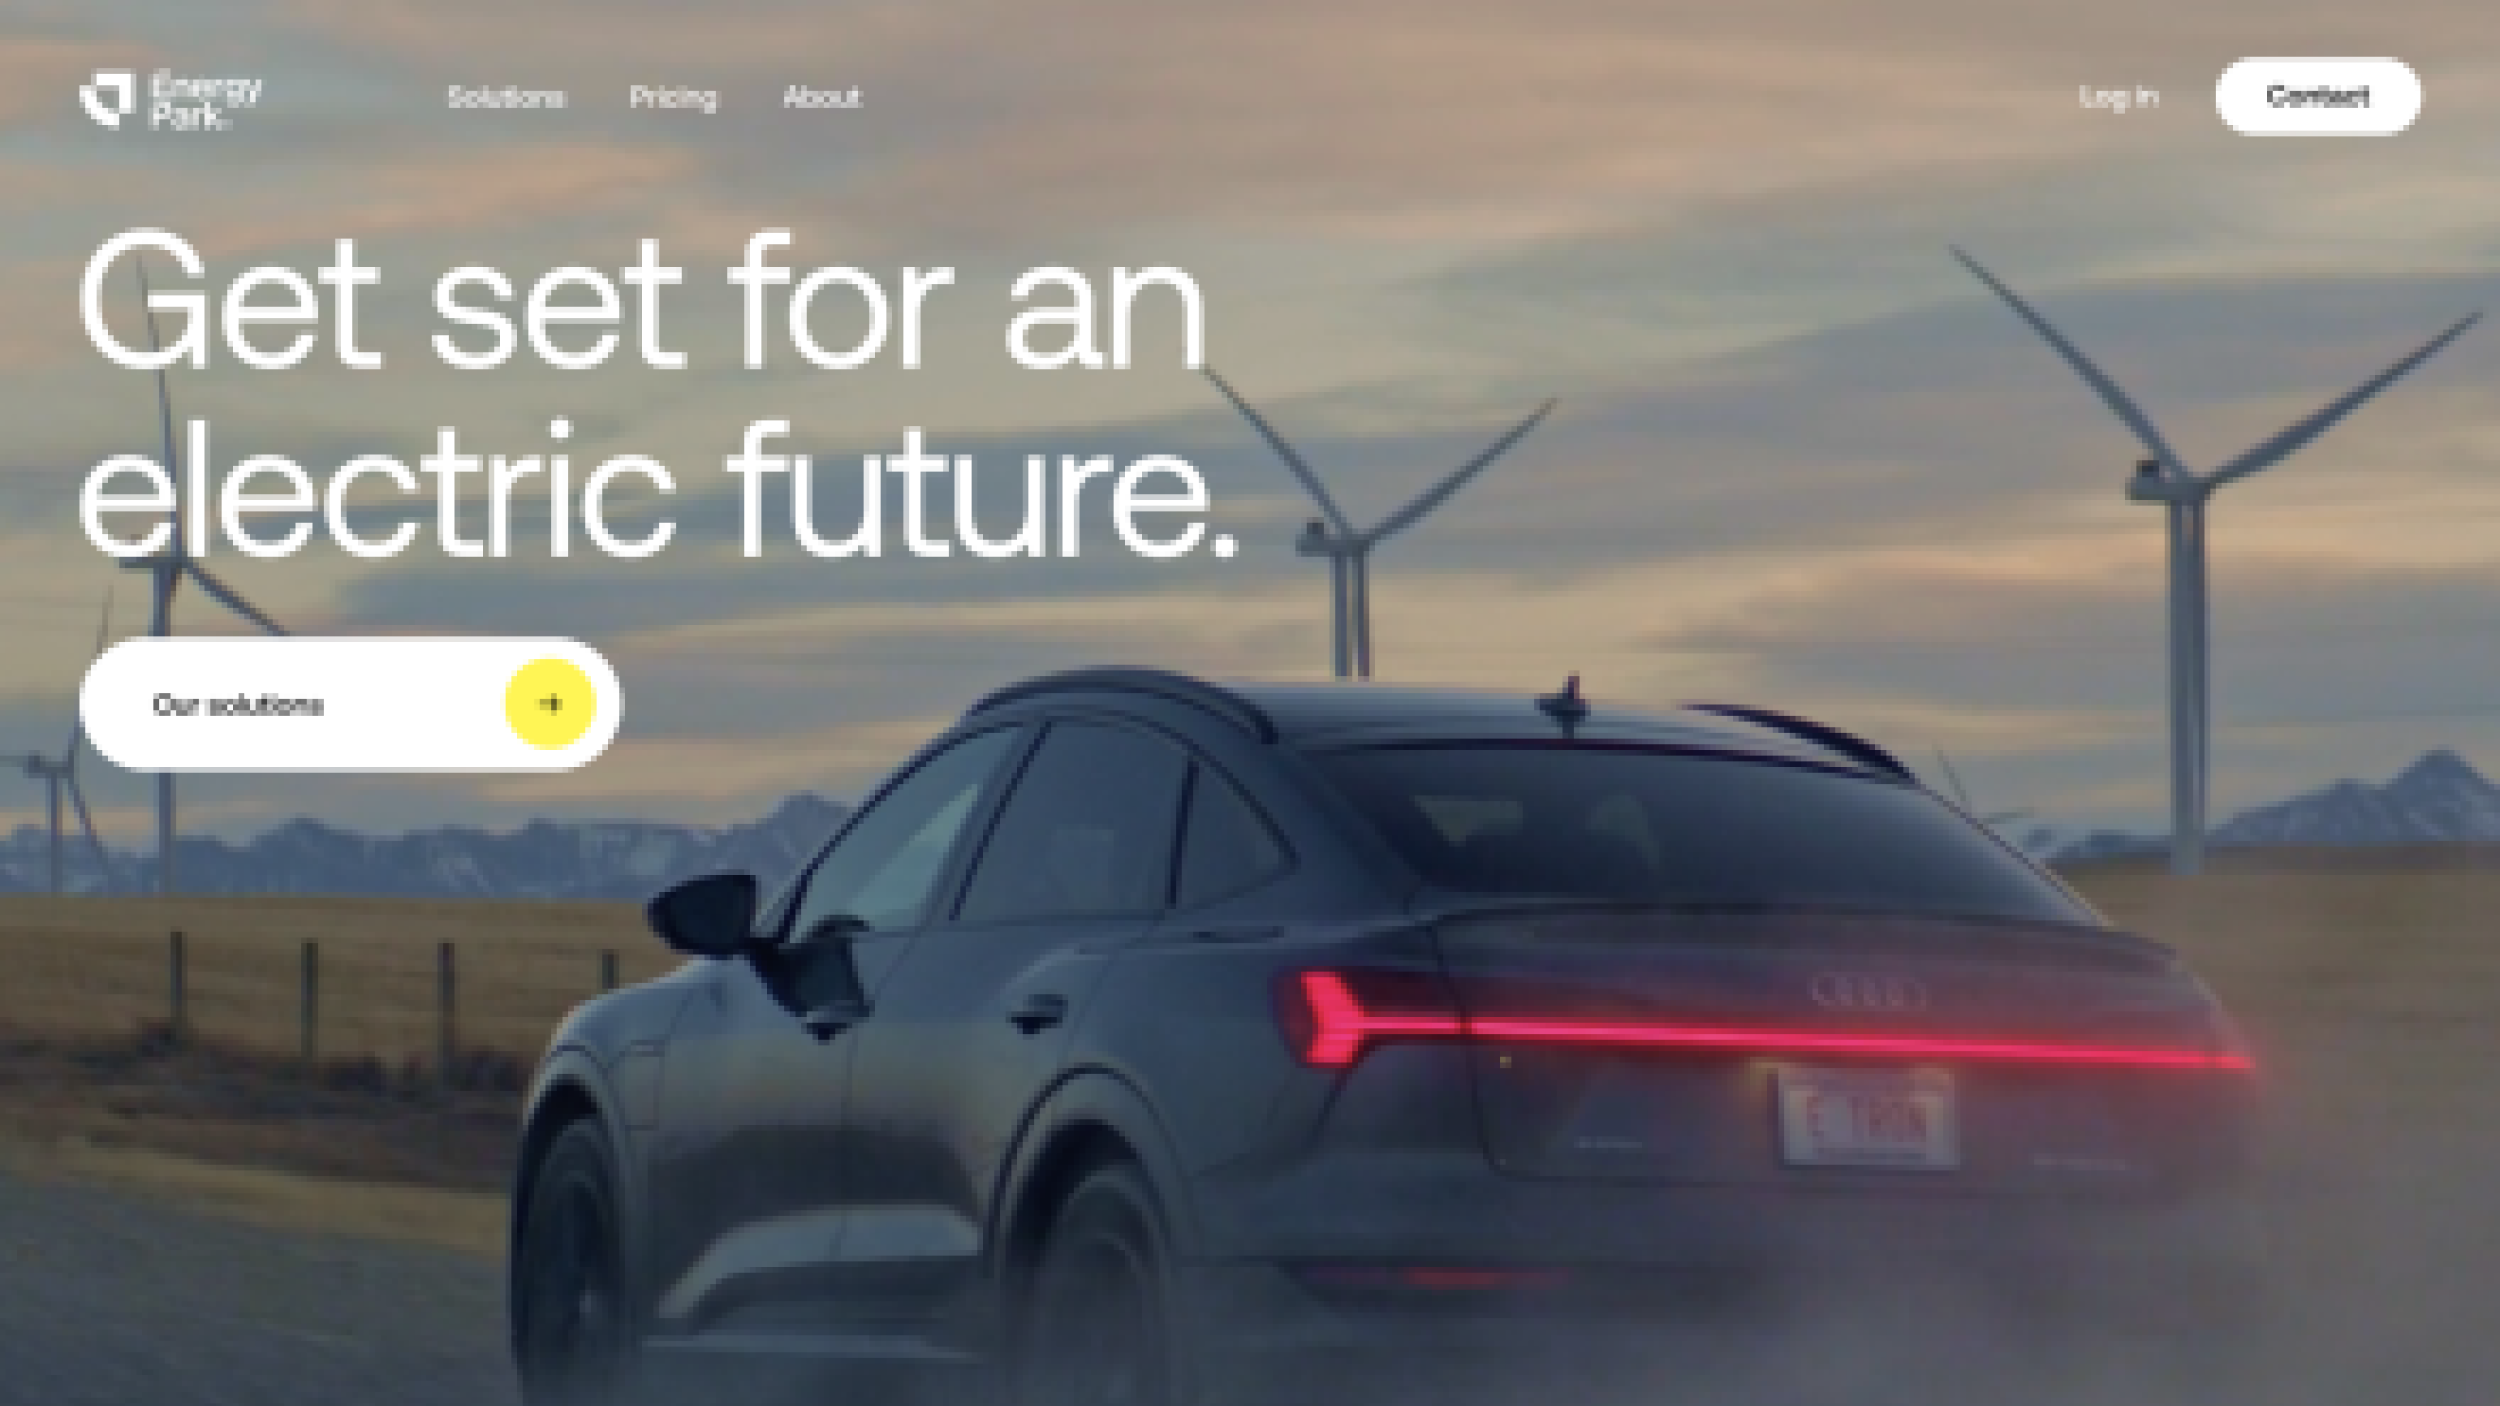 Energy
Park.
Solutions
Pricing
About
Log in
Contact
Get set for an
electric future.
Our solutions →
E TRON